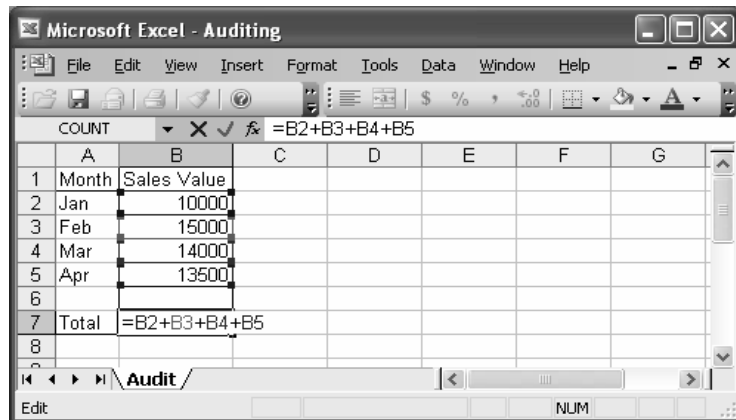 Microsoft Excel - Auditing
File Edit View Insert Format Tools Data Window Help
$ % ,
COUNT fx =B2+B3+B4+B5
A B C D E F G
1 Month Sales Value
2 Jan 10000
3 Feb 15000
4 Mar 14000
5 Apr 13500
6
7 Total =B2+B3+B4+B5
8
Audit
Edit NUM